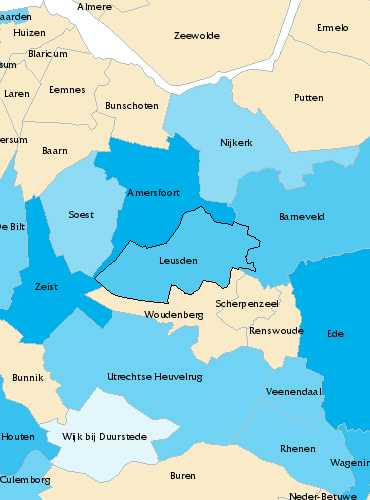 Almere
aarden
Ermelo
Huizen
Zeewolde
Blaricum
sum
Laren
Eemnes
Putten
Bunschoten
ersum
Nijkerk
Baarn
Amersfoort
Soest
Barneveld
De Bilt
Leusden
Zeist
Scherpenzeel
Woudenberg
Renswoude
Ede
Bunnik
Utrechtse Heuvelrug
Veenendaal
Houten
Wijk bij Duurstede
Rhenen
Wagenin
Culemborg
Buren
Neder-Betuwe